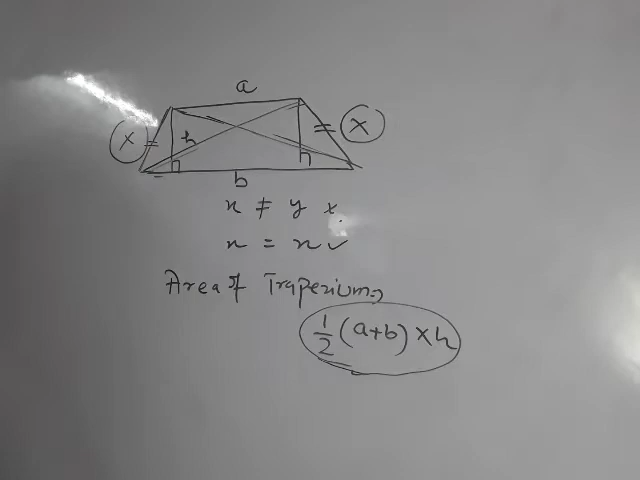 a
x h x
b
x ≠ y x
x = x ✓
Area of Trapezium,
1/2 (a+b) × h